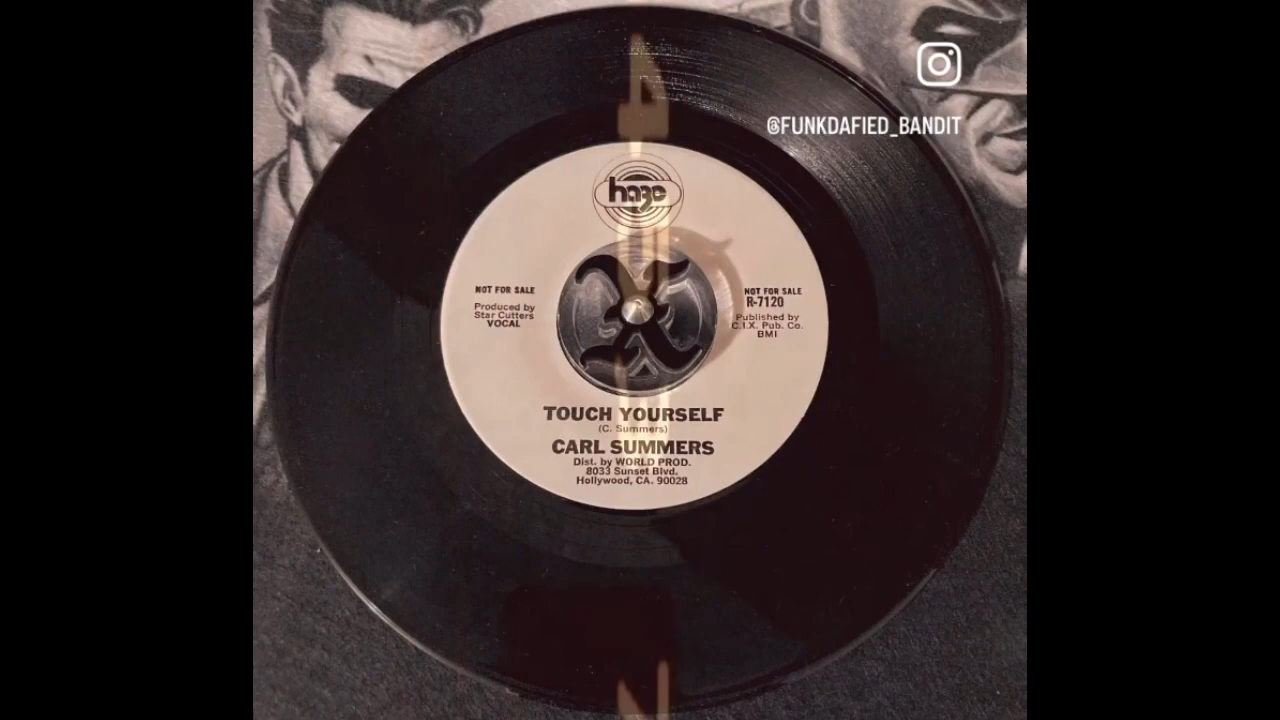 @FUNKDAFIED_BANDIT
haze
NOT FOR SALE
Produced by
Star Cutters
VOCAL
NOT FOR SALE
R-7120
Published by
C.I.X. Pub. Co.
BMI
TOUCH YOURSELF
(C. Summers)
CARL SUMMERS
Dist. by WORLD PROD.
8033 Sunset Blvd.
Hollywood, CA. 90028